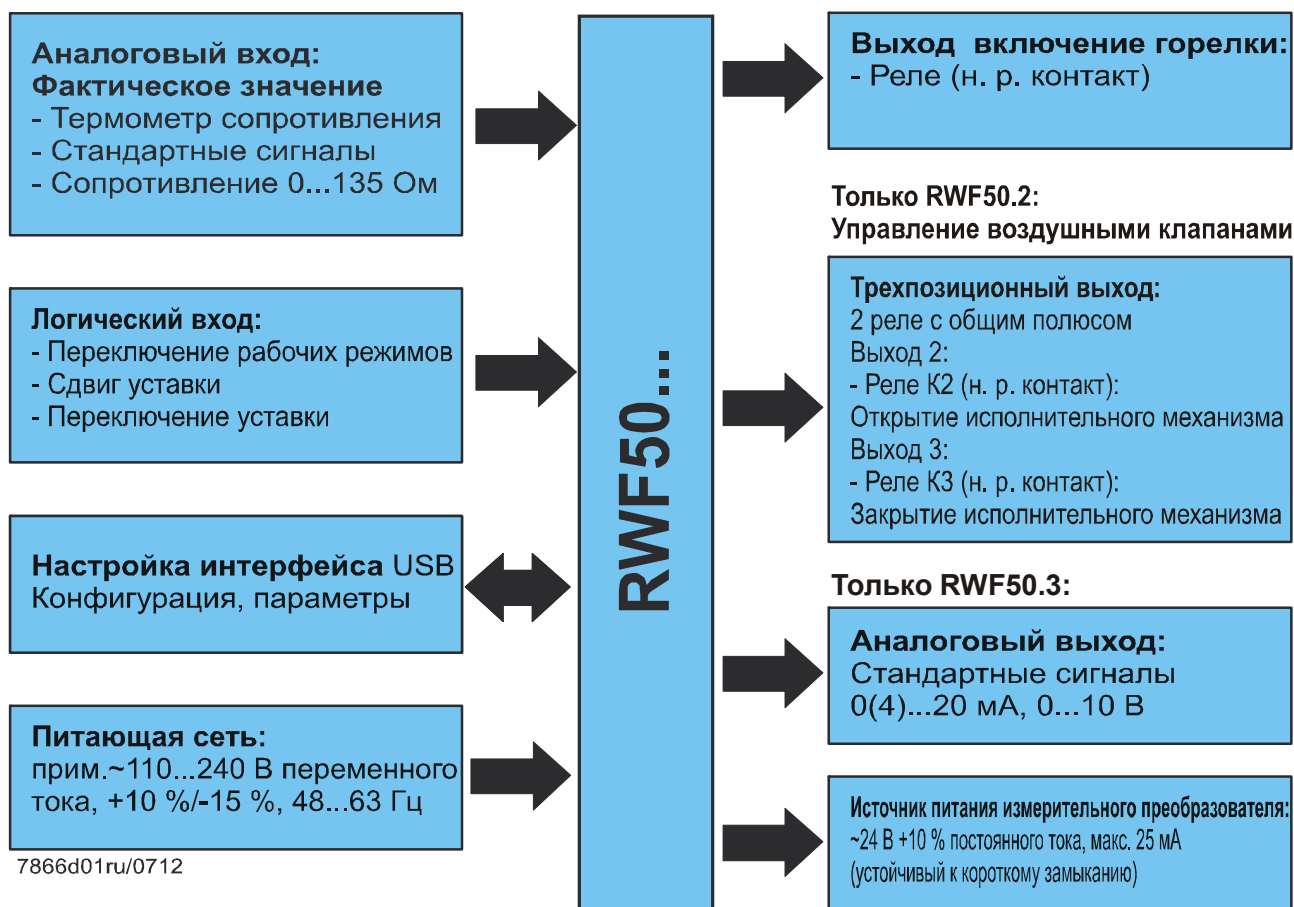 Аналоговый вход:
Фактическое значение
- Термометр сопротивления
- Стандартные сигналы
- Сопротивление 0...135 Ом
Логический вход:
- Переключение рабочих режимов
- Сдвиг уставки
- Переключение уставки
Настройка интерфейса USB
Конфигурация, параметры
Питающая сеть:
прим.~110...240 В переменного
тока, +10 %/-15 %, 48...63 Гц
7866d01ru/0712
RWF50...
Выход включение горелки:
- Реле (н. р. контакт)
Только RWF50.2:
Управление воздушными клапанами
Трехпозиционный выход:
2 реле с общим полюсом
Выход 2:
- Реле К2 (н. р. контакт):
Открытие исполнительного механизма
Выход 3:
- Реле К3 (н. р. контакт):
Закрытие исполнительного механизма
Только RWF50.3:
Аналоговый выход:
Стандартные сигналы
0(4)...20 мА, 0...10 В
Источник питания измерительного преобразователя:
~24 В +10 % постоянного тока, макс. 25 мА
(устойчивый к короткому замыканию)